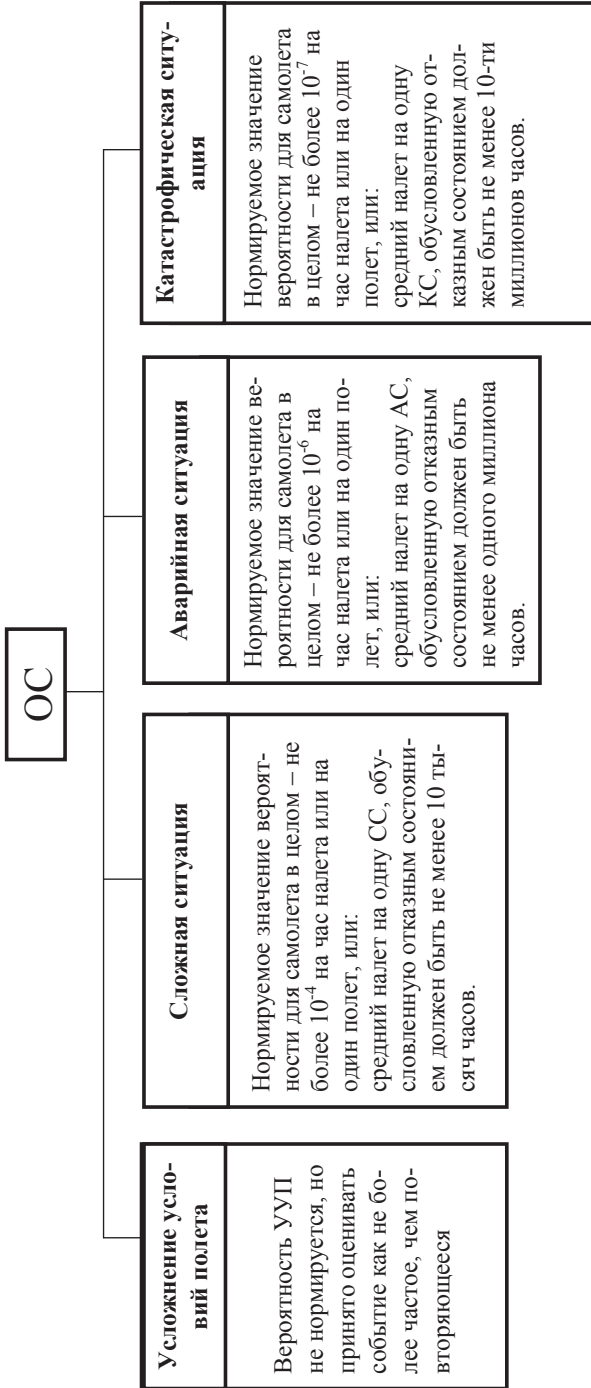 ОС
Усложнение усло-
вий полета
Вероятность УУП
не нормируется, но
принято оценивать
событие как не бо-
лее частое, чем по-
вторяющееся
Сложная ситуация
Нормируемое значение вероят-
ности для самолета в целом – не
более 10⁻⁴ на час налета или на
один полет, или:
средний налет на одну СС, обу-
словленную отказным состояни-
ем должен быть не менее 10 ты-
сяч часов.
Аварийная ситуация
Нормируемое значение ве-
роятности для самолета в
целом – не более 10⁻⁶ на
час налета или на один по-
лет, или:
средний налет на одну АС,
обусловленную отказным
состоянием должен быть
не менее одного миллиона
часов.
Катастрофическая ситу-
ация
Нормируемое значение
вероятности для самолета
в целом – не более 10⁻⁷ на
час налета или на один
полет, или:
средний налет на одну
КС, обусловленную от-
казным состоянием дол-
жен быть не менее 10-ти
миллионов часов.